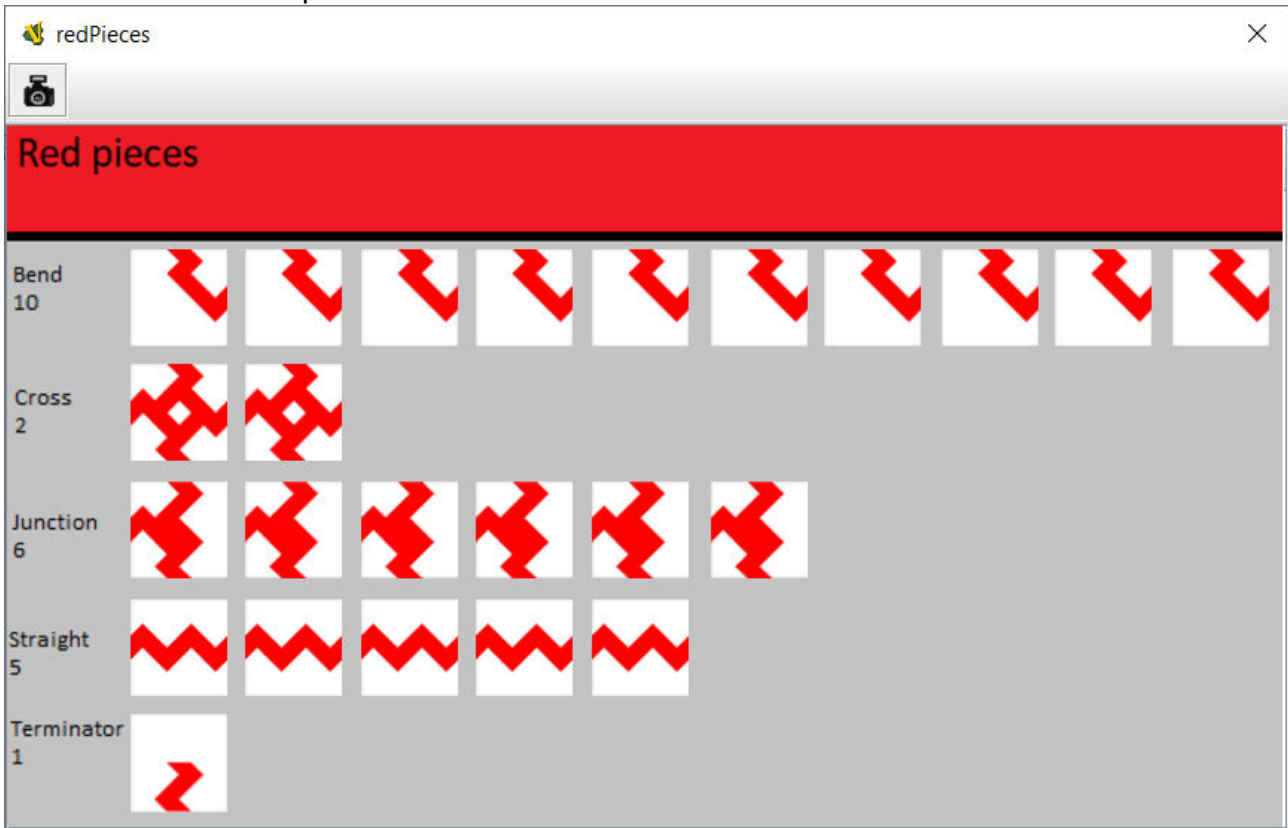 redPieces
Red pieces
Bend
10
Cross
2
Junction
6
Straight
5
Terminator
1